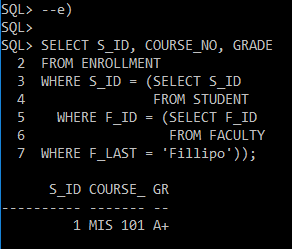 SQL> --e)
SQL>
SQL> SELECT S_ID, COURSE_NO, GRADE
2 FROM ENROLLMENT
3 WHERE S_ID = (SELECT S_ID
4 FROM STUDENT
5 WHERE F_ID = (SELECT F_ID
6 FROM FACULTY
7 WHERE F_LAST = 'Fillipo'));
S_ID COURSE_ GR
---------- ------- --
1 MIS 101 A+